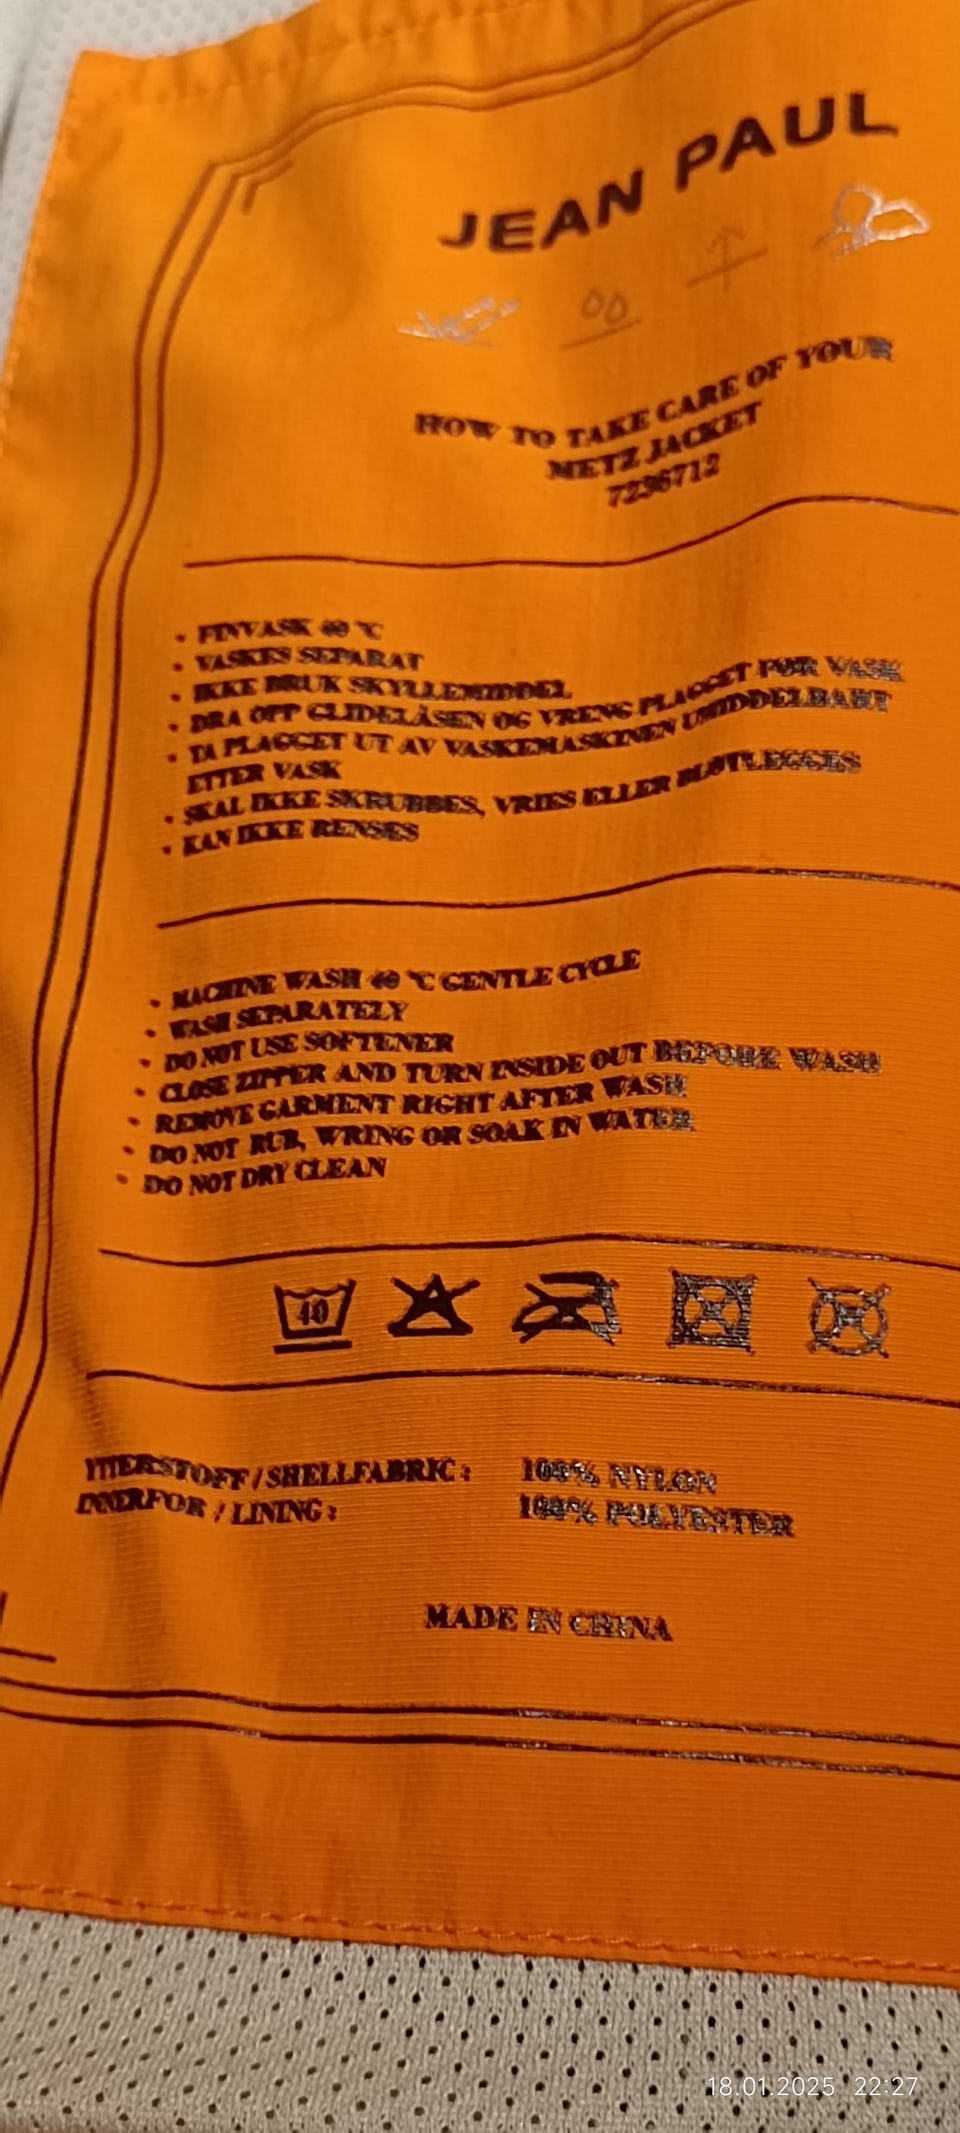 JEAN PAUL
HOW TO TAKE CARE OF YOUR
METZ JACKET
7236712
• FINVASK 40 °C
• VASKES SEPARAT
• IKKE BRUK SKYLLEMIDDEL
• DRA OPP GLIDELÅSEN OG VRENG PLAGGET FØR VASK
• TA PLAGGET UT AV VASKEMASKINEN UMIDDELBART
ETTER VASK
• SKAL IKKE SKRUBBES, VRIES ELLER BLØTLEGGES
• KAN IKKE RENSES
• MACHINE WASH 40 °C GENTLE CYCLE
• WASH SEPARATELY
• DO NOT USE SOFTENER
• CLOSE ZIPPER AND TURN INSIDE OUT BEFORE WASH
• REMOVE GARMENT RIGHT AFTER WASH
• DO NOT RUB, WRING OR SOAK IN WATER
• DO NOT DRY CLEAN
40
YTTERSTOFF / SHELLFABRIC : 100% NYLON
INNERFOR / LINING : 100% POLYESTER
MADE IN CHINA
18.01.2025 22:27